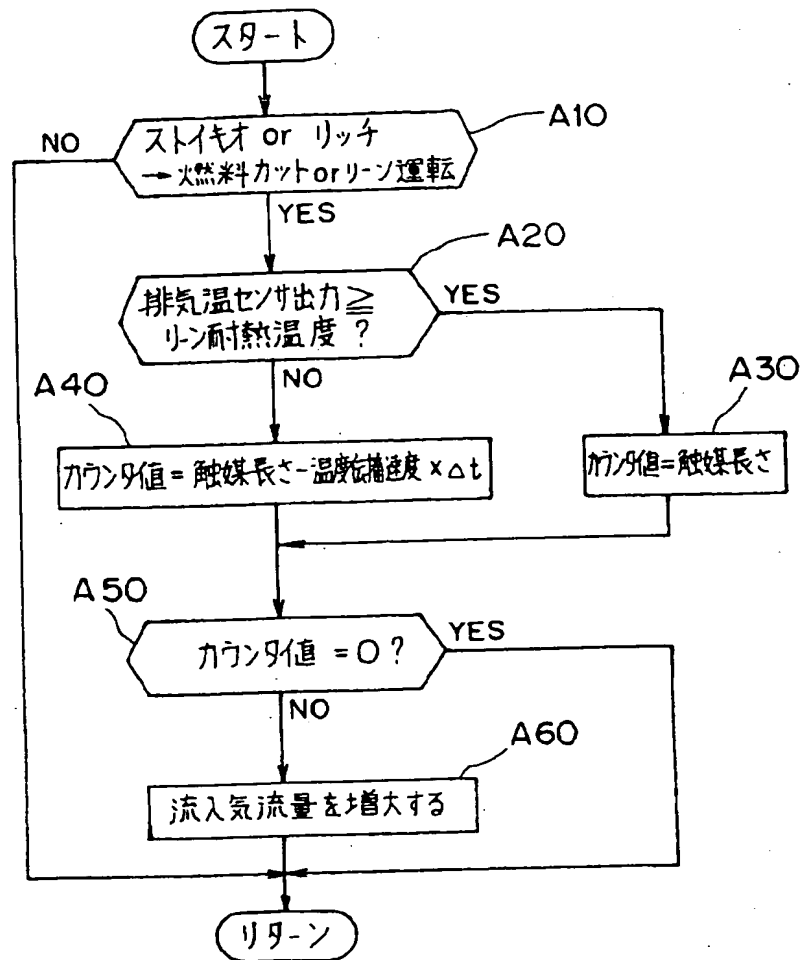 スタート
A10
NO
ストイキオ or リッチ
→燃料カットorリーン運転
YES
A20
排気温センサ出力≧
リーン耐熱温度?
YES
NO
A40
A30
カウンタ値=触媒長さ-温度伝播速度×Δt
カウンタ値=触媒長さ
A50
カウンタ値=0?
YES
NO
A60
流入気流量を増大する
リターン